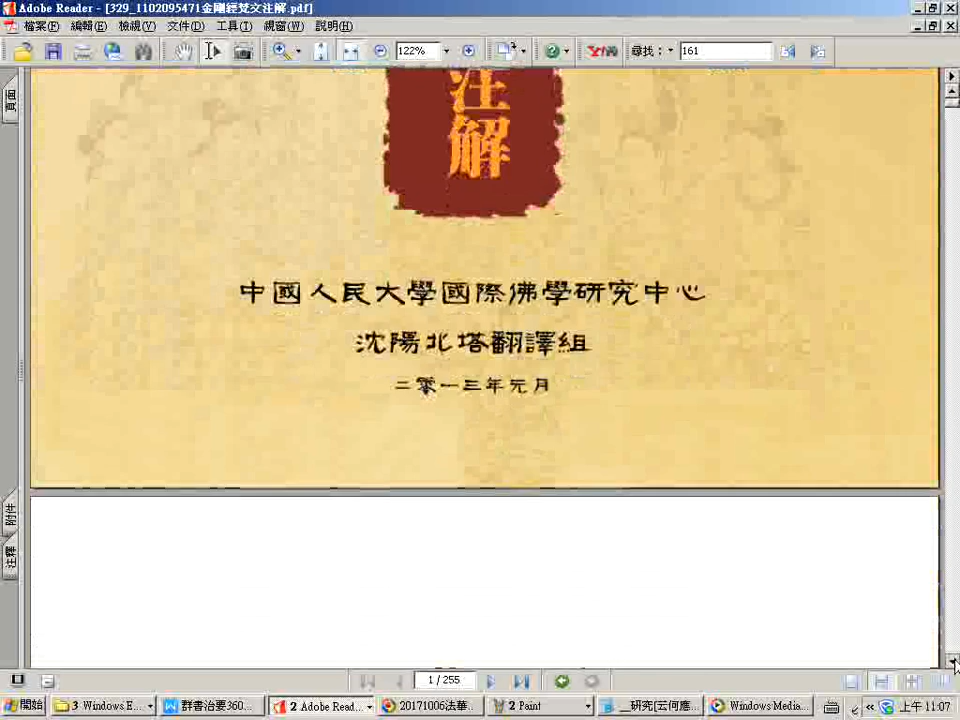 Adobe Reader - [329_1102095471金剛經梵文注解.pdf]
檔案(F) 編輯(E) 檢視(V) 文件(D) 工具(T) 視窗(W) 說明(H)
122% 尋找: 161
頁面
注解
中國人民大學國際佛學研究中心
沈陽北塔翻譯組
二零一三年元月
附件
注釋
1 / 255
開始 3 Windows E... 群書治要360... 2 Adobe Read... 20171006法華... 2 Paint __研究[云何應... Windows Media... 上午 11:07